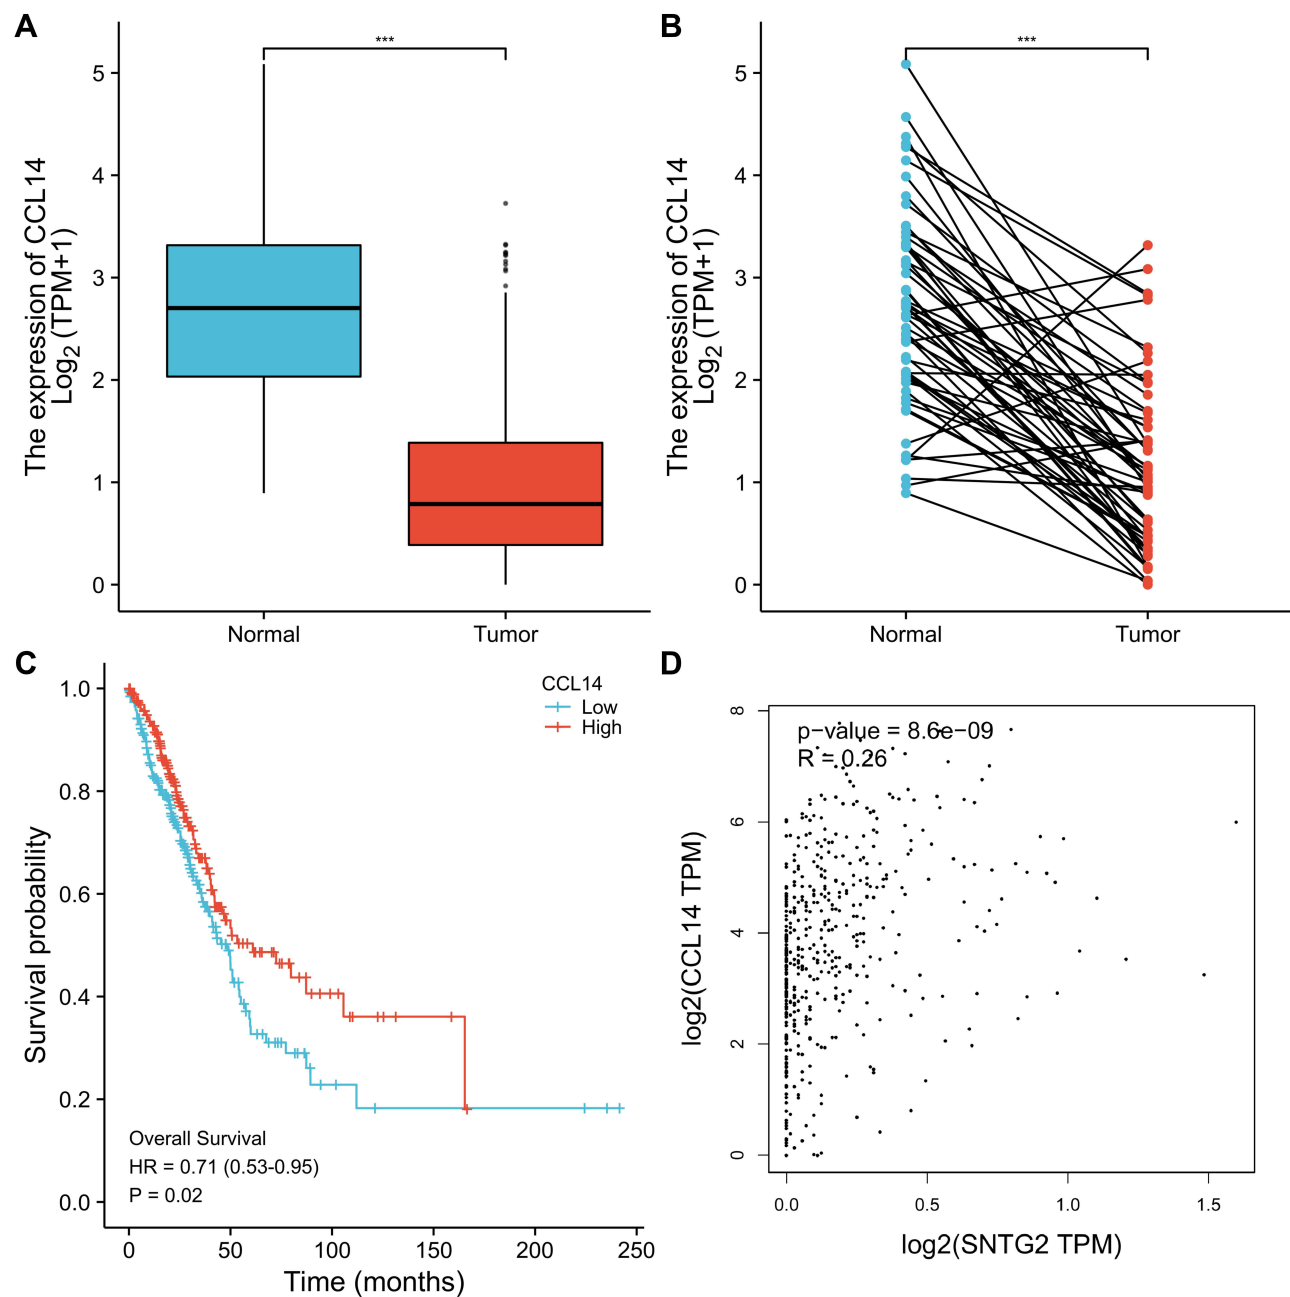 A
***
The expression of CCL14
Log2 (TPM+1)
5
4
3
2
1
0
Normal
Tumor
B
***
The expression of CCL14
Log2 (TPM+1)
5
4
3
2
1
0
Normal
Tumor
C
Survival probability
1.0
0.8
0.6
0.4
0.2
0.0
CCL14
Low
High
Overall Survival
HR = 0.71 (0.53-0.95)
P = 0.02
0
50
100
150
200
250
Time (months)
D
log2(CCL14 TPM)
8
6
4
2
0
p−value = 8.6e−09
R = 0.26
0.0
0.5
1.0
1.5
log2(SNTG2 TPM)